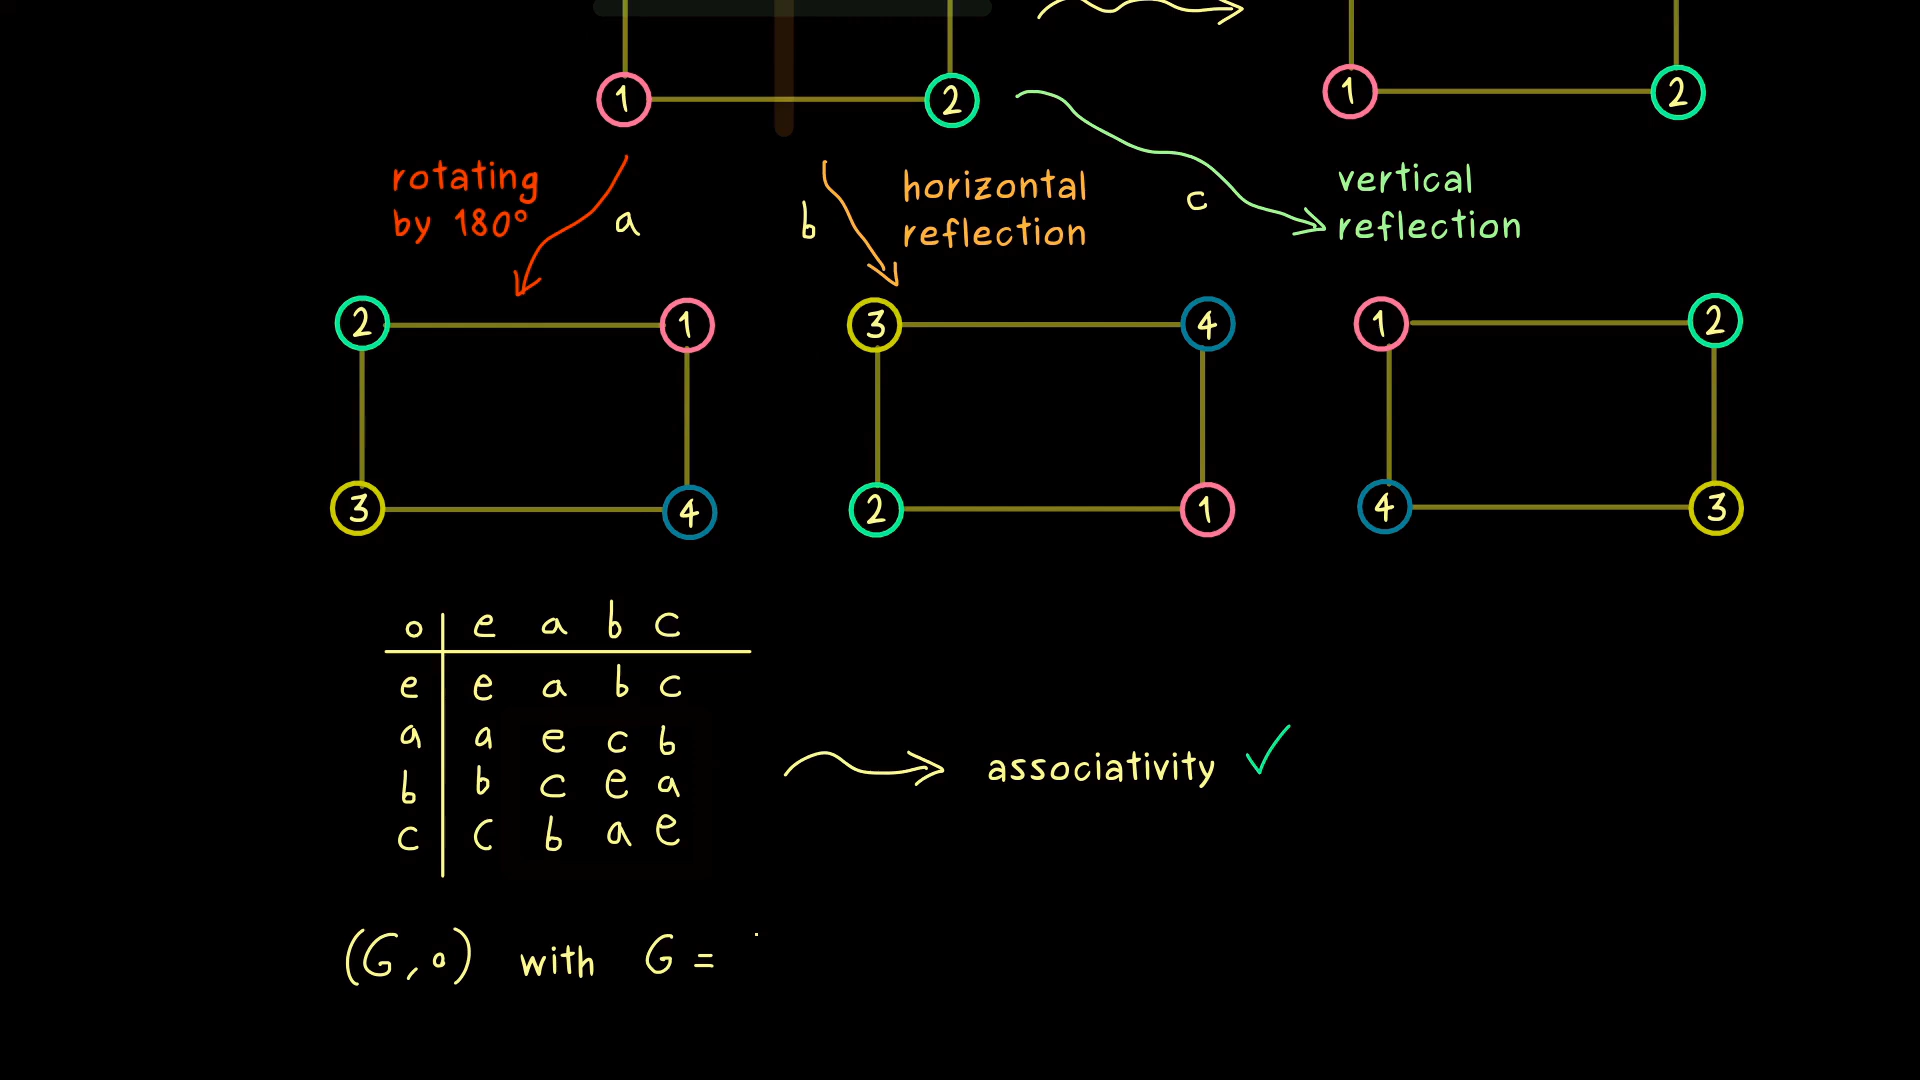 1 2 1 2
rotating
by 180°
a
b
horizontal
reflection
c
vertical
reflection
2 1 3 4 1 2
3 4 2 1 4 3
o e a b c
e e a b c
a a e c b
b b c e a
c c b a e
associativity ✓
(G, o) with G =